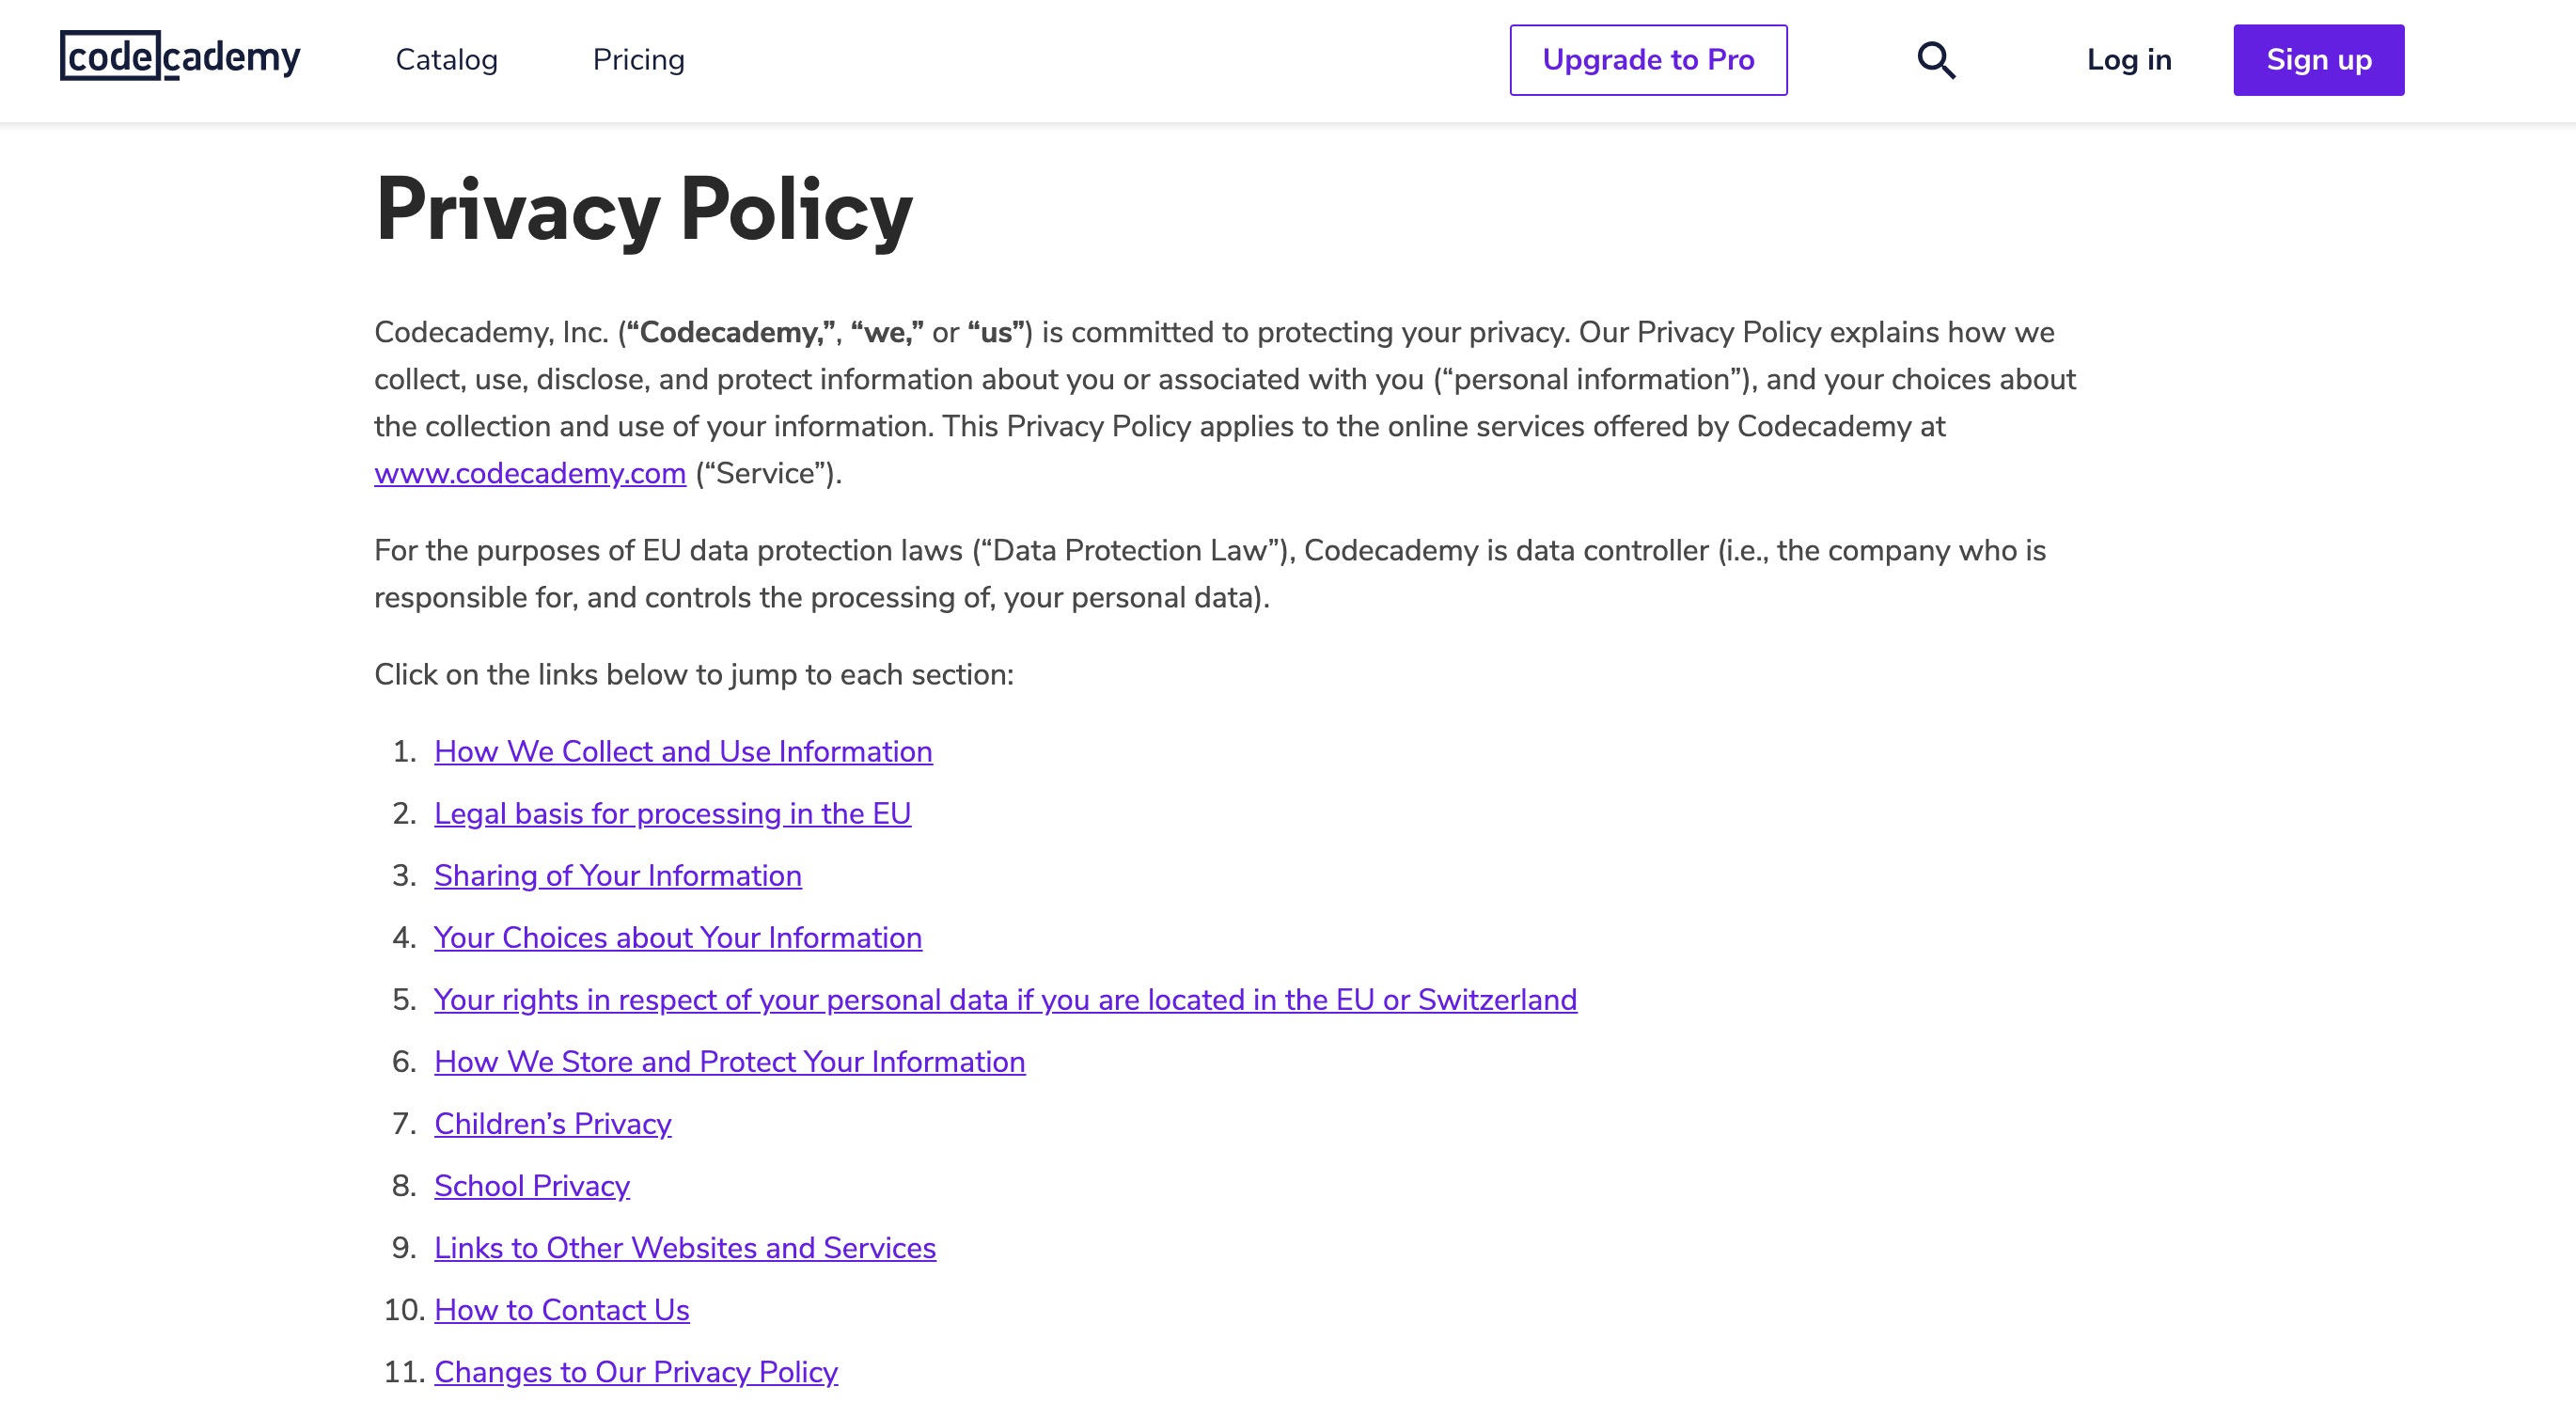 codecademy
Catalog
Pricing
Upgrade to Pro
Log in
Sign up
Privacy Policy
Codecademy, Inc. (“Codecademy,”, “we,” or “us”) is committed to protecting your privacy. Our Privacy Policy explains how we
collect, use, disclose, and protect information about you or associated with you (“personal information”), and your choices about
the collection and use of your information. This Privacy Policy applies to the online services offered by Codecademy at
www.codecademy.com (“Service”).
For the purposes of EU data protection laws (“Data Protection Law”), Codecademy is data controller (i.e., the company who is
responsible for, and controls the processing of, your personal data).
Click on the links below to jump to each section:
1. How We Collect and Use Information
2. Legal basis for processing in the EU
3. Sharing of Your Information
4. Your Choices about Your Information
5. Your rights in respect of your personal data if you are located in the EU or Switzerland
6. How We Store and Protect Your Information
7. Children’s Privacy
8. School Privacy
9. Links to Other Websites and Services
10. How to Contact Us
11. Changes to Our Privacy Policy